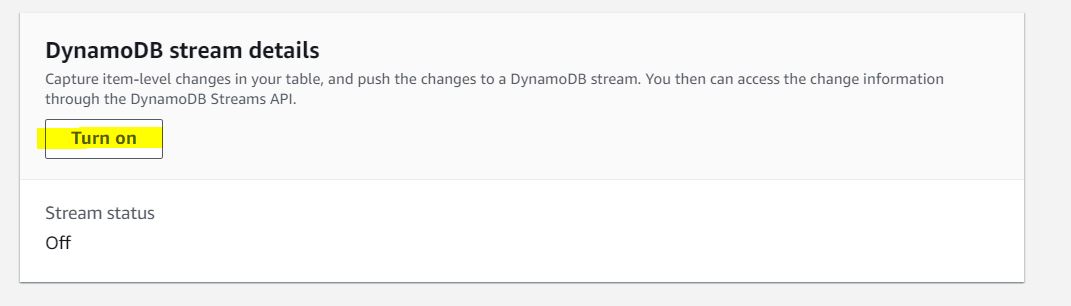 DynamoDB stream details
Capture item-level changes in your table, and push the changes to a DynamoDB stream. You then can access the change information
through the DynamoDB Streams API.
Turn on
Stream status
Off